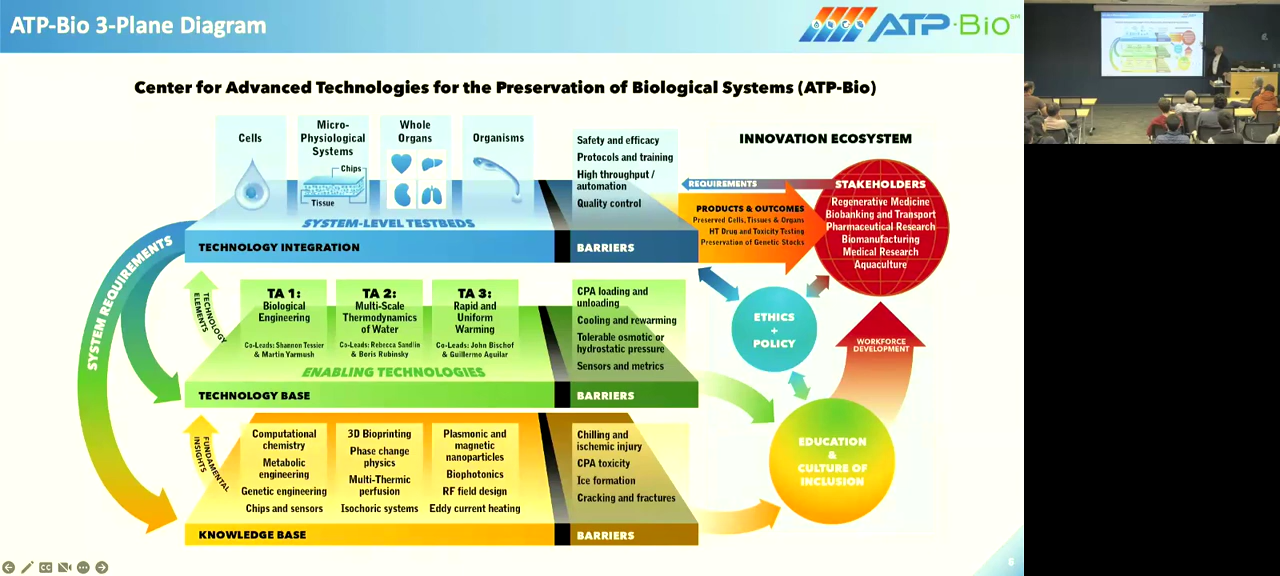 ATP-Bio 3-Plane Diagram
ATP-Bio SM
Center for Advanced Technologies for the Preservation of Biological Systems (ATP-Bio)
Cells
Micro-
Physiological
Systems
Chips
Tissue
Whole
Organs
Organisms
SYSTEM-LEVEL TESTBEDS
TECHNOLOGY INTEGRATION
Safety and efficacy
Protocols and training
High throughput /
automation
Quality control
BARRIERS
INNOVATION ECOSYSTEM
REQUIREMENTS
PRODUCTS & OUTCOMES
Preserved Cells, Tissues & Organs
HT Drug and Toxicity Testing
Preservation of Genetic Stocks
STAKEHOLDERS
Regenerative Medicine
Biobanking and Transport
Pharmaceutical Research
Biomanufacturing
Medical Research
Aquaculture
SYSTEM REQUIREMENTS
TECHNOLOGY
ELEMENTS
TA 1:
Biological
Engineering
Co-Leads: Shannon Tessier
& Martin Yarmush
TA 2:
Multi-Scale
Thermodynamics
of Water
Co-Leads: Rebecca Sandlin
& Boris Rubinsky
TA 3:
Rapid and
Uniform
Warming
Co-Leads: John Bischof
& Guillermo Aguilar
ENABLING TECHNOLOGIES
TECHNOLOGY BASE
CPA loading and
unloading
Cooling and rewarming
Tolerable osmotic or
hydrostatic pressure
Sensors and metrics
BARRIERS
ETHICS
+
POLICY
WORKFORCE
DEVELOPMENT
FUNDAMENTAL
INSIGHTS
Computational
chemistry
Metabolic
engineering
Genetic engineering
Chips and sensors
3D Bioprinting
Phase change
physics
Multi-Thermic
perfusion
Isochoric systems
Plasmonic and
magnetic
nanoparticles
Biophotonics
RF field design
Eddy current heating
KNOWLEDGE BASE
Chilling and
ischemic injury
CPA toxicity
Ice formation
Cracking and fractures
BARRIERS
EDUCATION
&
CULTURE OF
INCLUSION
CC